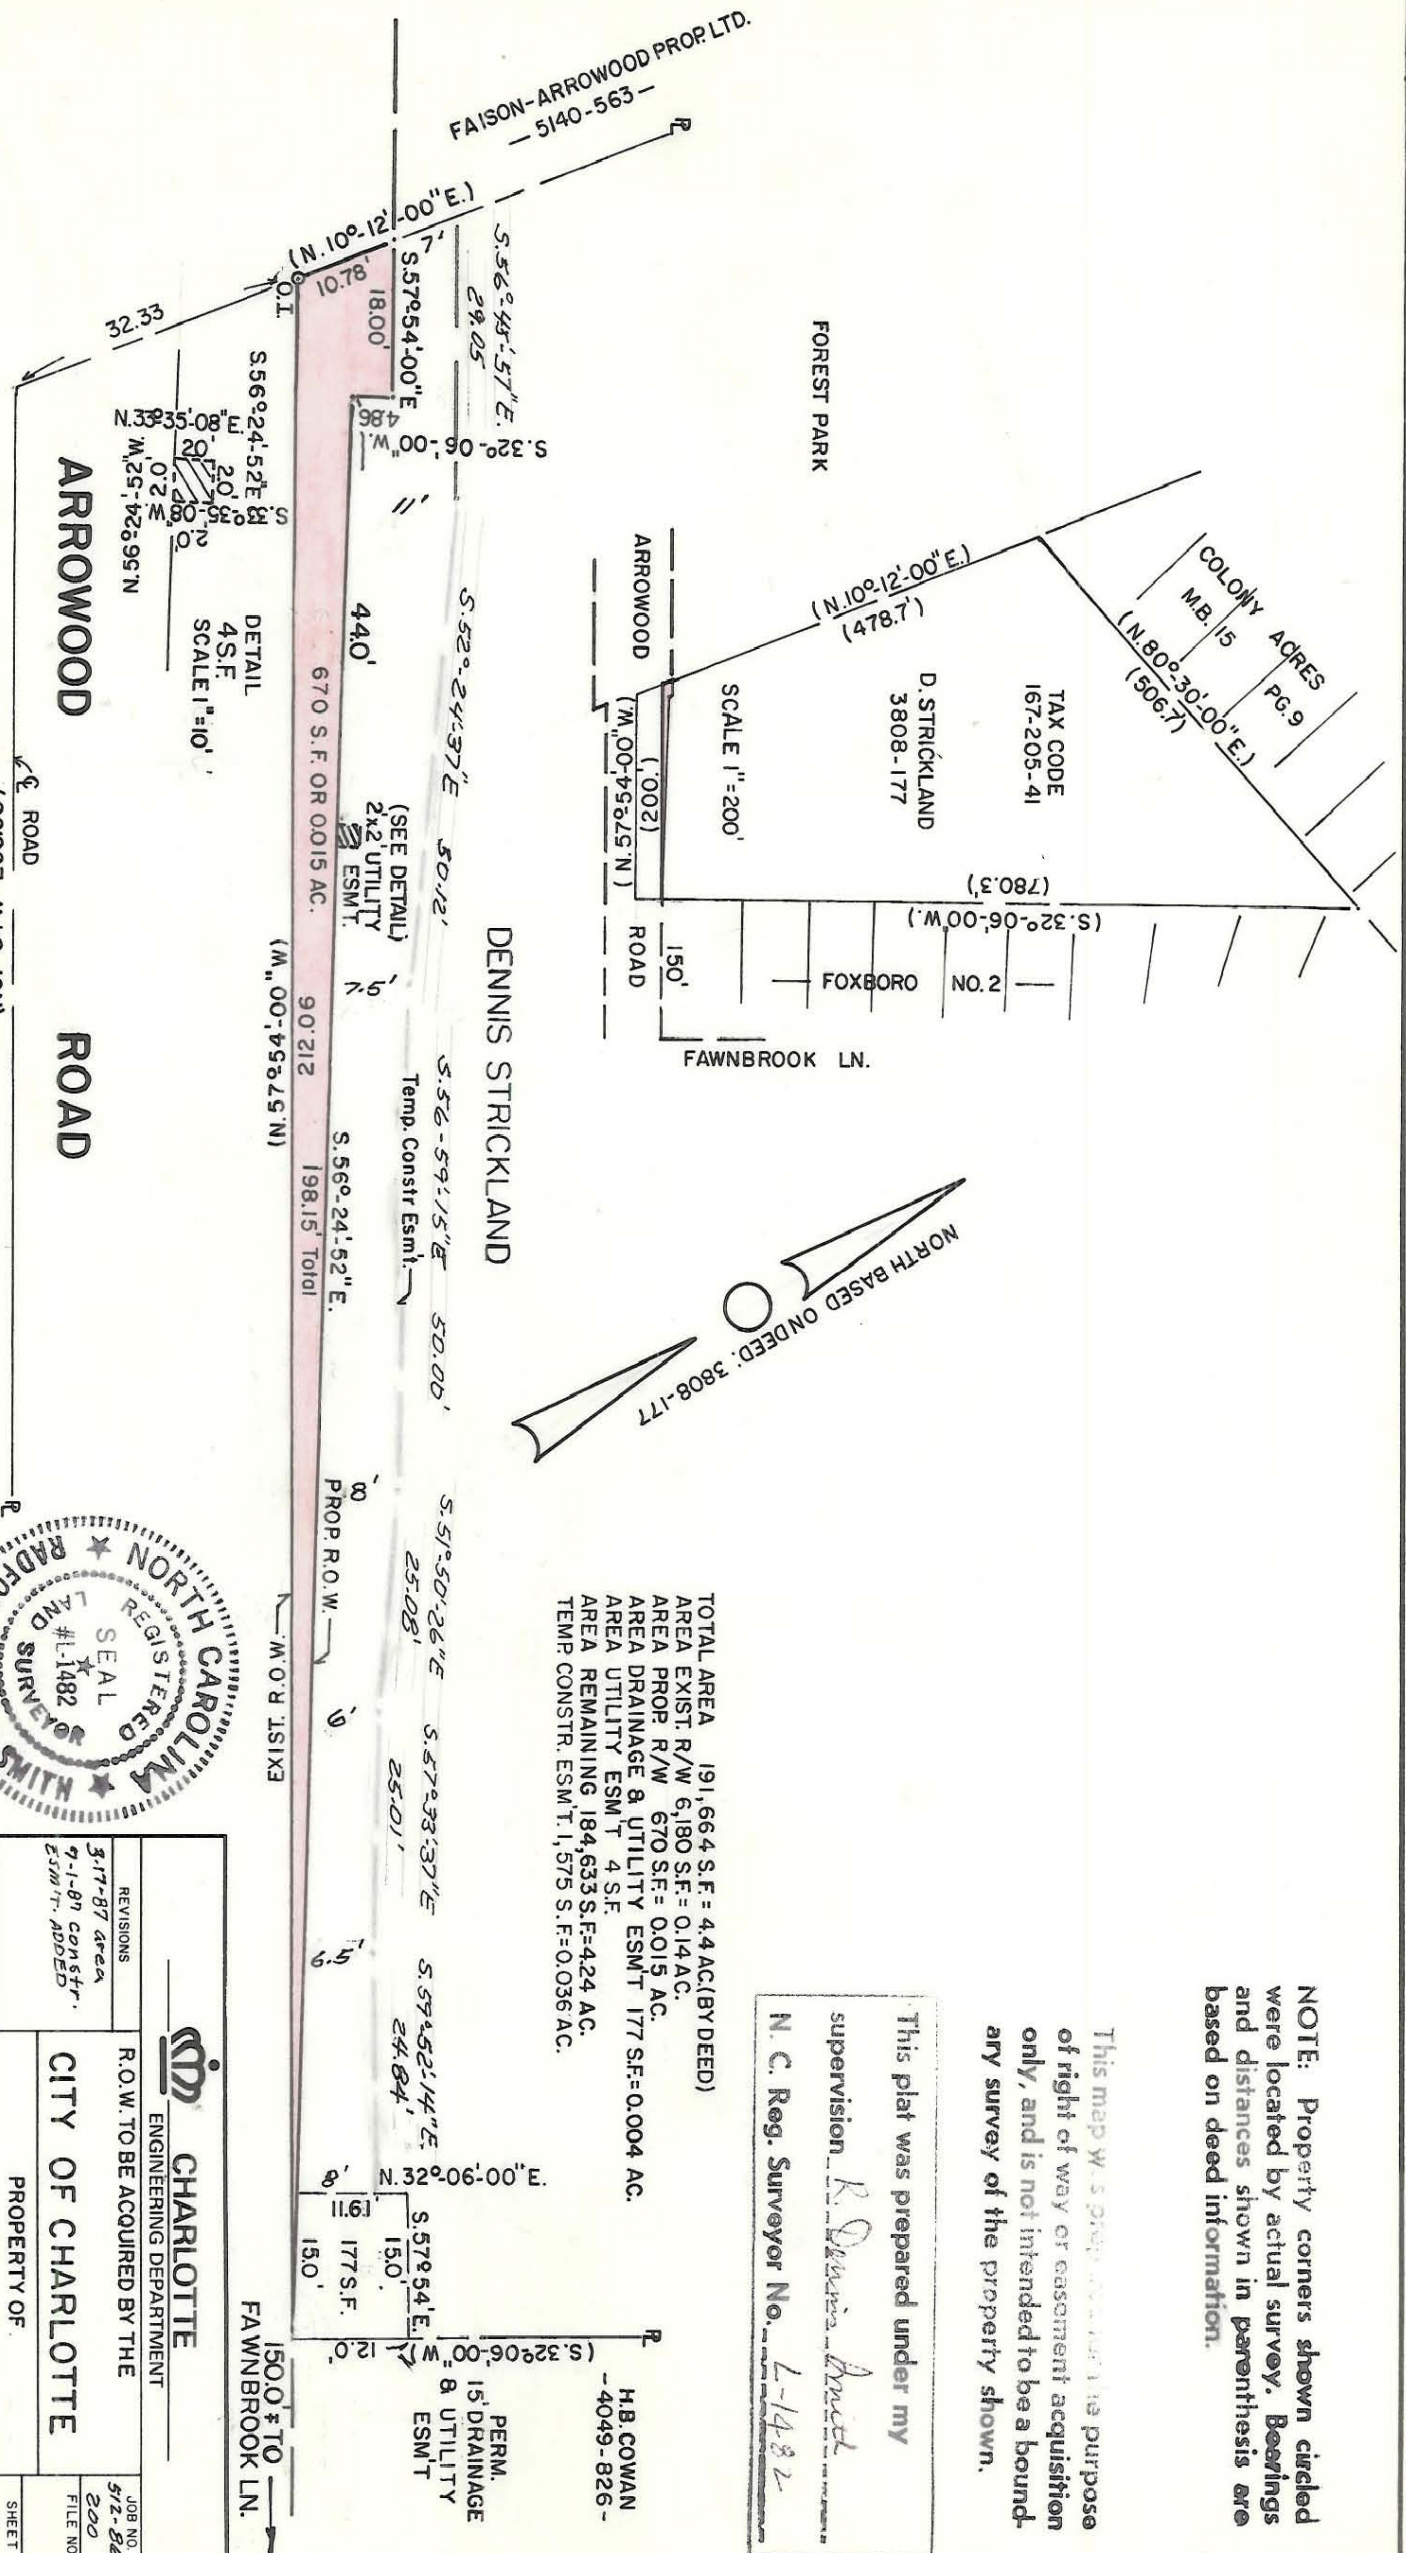 FAISON-ARROWOOD PROP. LTD.
— 5140-563 —
(N. 10°-12'-00" E.)
10.78'
18.00'
7'
S.57°54'-00" E
S.56°-45'-57" E.
29.05
4.86
S.32°-06'-00" W.
O.I.
32.33
11'
FOREST PARK
COLONY ACRES
M.B. 15 PG. 9
(N.80°-30'-00" E.)
(506.7)
(N.10°-12'-00" E.)
(478.7')
TAX CODE
167-205-41
D. STRICKLAND
3808-177
SCALE 1"=200'
(780.3')
(S.32°-06'-00" W.)
(200.')
(N.57°54'-00" W.)
ARROWOOD ROAD
150'
FOXBORO NO. 2
FAWNBROOK LN.
NORTH BASED ON DEED: 3808-177
NOTE: Property corners shown circled
were located by actual survey. Bearings
and distances shown in parenthesis are
based on deed information.
purpose
of right of way or easement acquisition
only, and is not intended to be a bound-
ary survey of the property shown.
This plat was prepared under my
supervision R. Dennis Smith
N. C. Reg. Surveyor No. L-1482
TOTAL AREA 191,664 S.F. = 4.4 AC.(BY DEED)
AREA EXIST. R/W 6,180 S.F. = 0.14 AC.
AREA PROP. R/W 670 S.F. = 0.015 AC.
AREA DRAINAGE & UTILITY ESM'T 177 S.F.=0.004 AC.
AREA UTILITY ESM'T 4 S.F.
AREA REMAINING 184,633 S.F.=4.24 AC.
TEMP. CONSTR. ESM'T. 1,575 S.F.=0.036 AC.
DENNIS STRICKLAND
S.52°-24'-37" E 50.12'
S.56-59'-15" E 50.00'
S.51°50'-26" E
25.08'
S.57°-33'-37" E
25.01'
S.59°-52'-14" E.
24.84'
44.0'
(SEE DETAIL)
2'x2' UTILITY
ESM'T.
7.5'
Temp. Constr Esm't.
S.56°-24'-52" E.
8'
PROP. R.O.W.
6'
6.5'
670 S. F. OR 0.015 AC.
212.06
198.15' Total
(N.57°54'-00" W)
EXIST. R.O.W.
8'
N.32°-06'-00" E.
11.63
S.57°54' E.
15.0'
177 S.F.
15.0'
12.0'
(S.32°06'-00" W.
H.B. COWAN
- 4049-826 -
PERM.
15' DRAINAGE
& UTILITY
ESM'T
150.0'± TO
FAWNBROOK LN.
S.56°-24'-52" E
N.33°35'-08" E.
2.0'
2.0'
S.33°-35'-08" W.
2.0'
2.0'
N.56°-24'-52" W.
DETAIL
4 S.F.
SCALE 1"=10'
ARROWOOD ROAD
℄ ROAD
NORTH CAROLINA
REGISTERED
SEAL
#L-1482
LAND SURVEYOR
SMITH
REVISIONS
3-17-87 area
7-1-87 constr.
ESM'T. ADDED
CHARLOTTE
ENGINEERING DEPARTMENT
R.O.W. TO BE ACQUIRED BY THE
CITY OF CHARLOTTE
PROPERTY OF
JOB NO.
512-86
200
FILE NO
SHEET